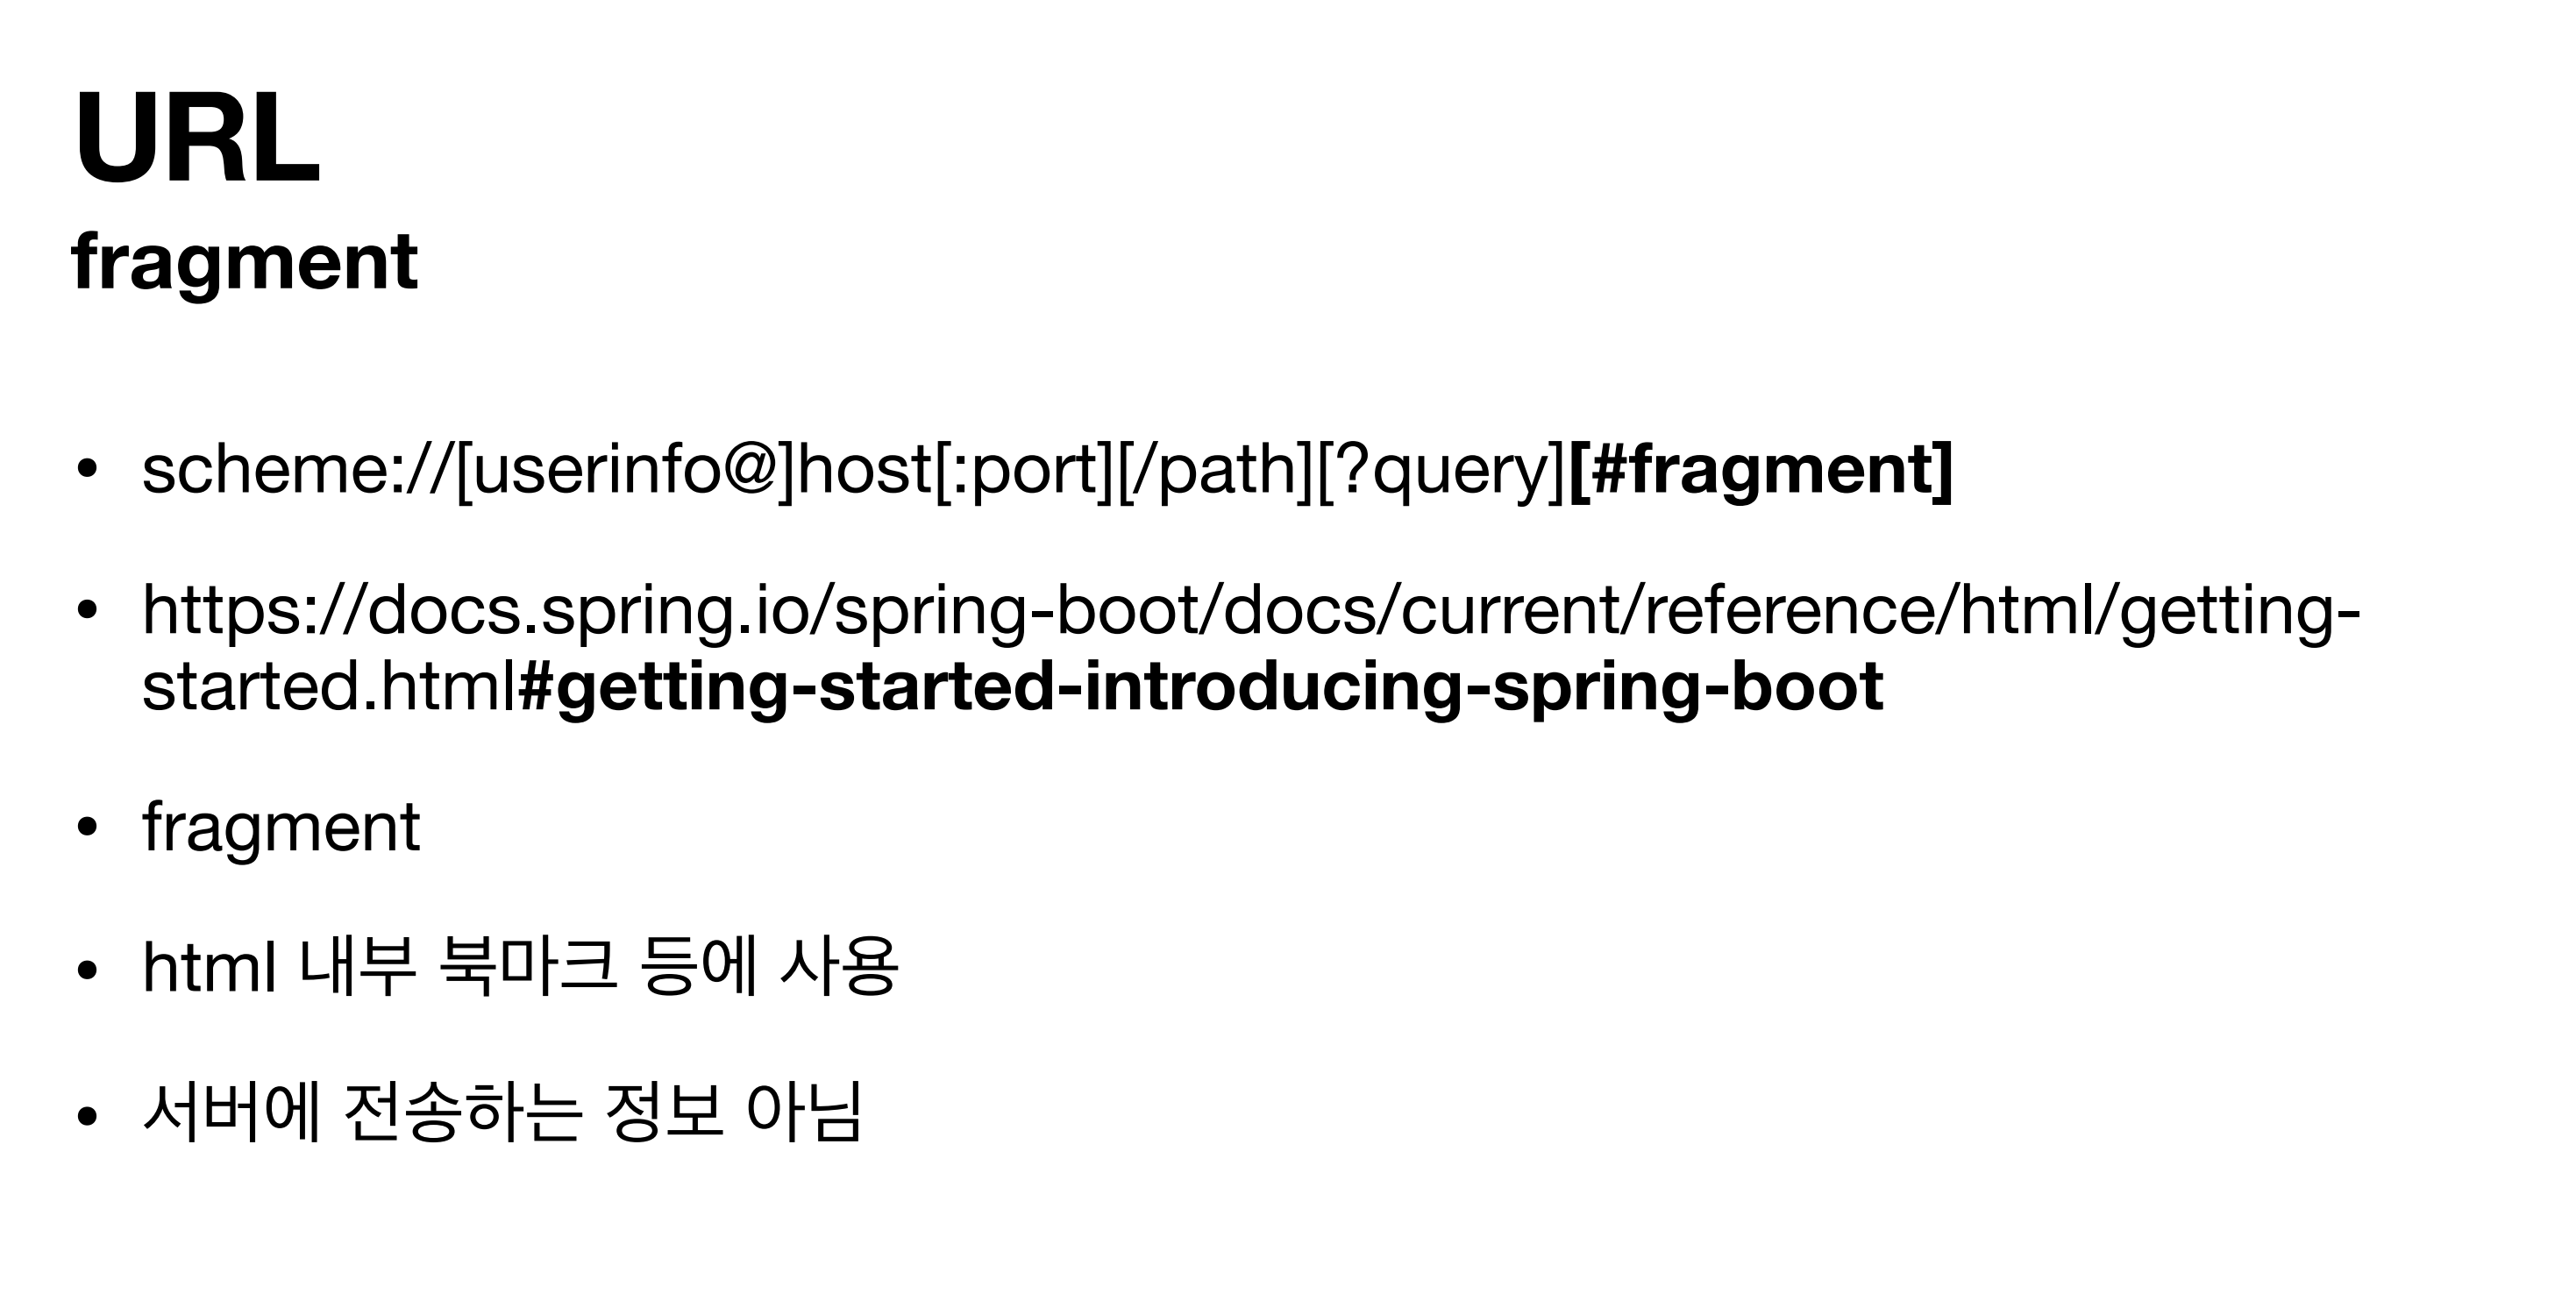 URL
fragment
• scheme://[userinfo@]host[:port][/path][?query][#fragment]
• https://docs.spring.io/spring-boot/docs/current/reference/html/getting-
started.html#getting-started-introducing-spring-boot
• fragment
• html 내부 북마크 등에 사용
• 서버에 전송하는 정보 아님